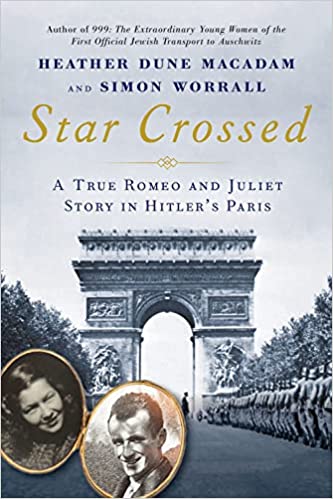 Author of 999: The Extraordinary Young Women of the
First Official Jewish Transport to Auschwitz
HEATHER DUNE MACADAM
AND SIMON WORRALL
Star Crossed
A TRUE ROMEO AND JULIET
STORY IN HITLER'S PARIS